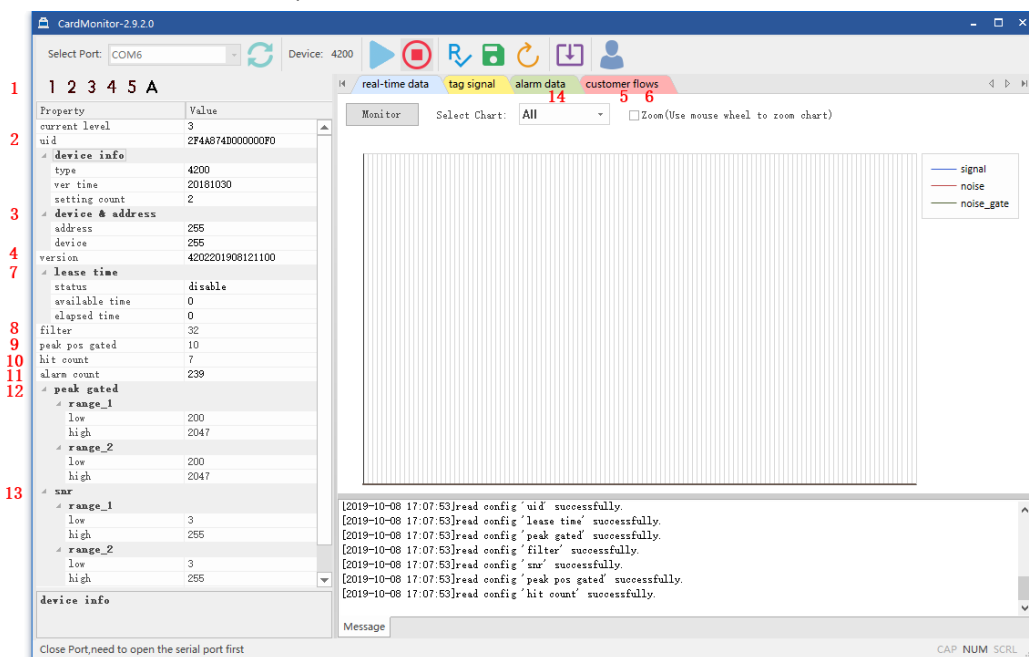 CardMonitor-2.9.2.0
Select Port: COM6 Device: 4200
1 1 2 3 4 5 A
real-time data tag signal alarm data customer flows
14 5 6
Property Value
Monitor Select Chart: All Zoom(Use mouse wheel to zoom chart)
current level 3
2 uid 2F4A874D000000F0
device info
type 4200
ver time 20181030
setting count 2
3 device & address
address 255
device 255
4 version 4202201908121100
7 lease time
status disable
available time 0
elapsed time 0
8 filter 32
9 peak pos gated 10
10 hit count 7
11 alarm count 239
12 peak gated
range_1
low 200
high 2047
range_2
low 200
high 2047
13 snr
range_1
low 3
high 255
range_2
low 3
high 255
device info
signal
noise
noise_gate
[2019-10-08 17:07:53]read config 'uid' successfully.
[2019-10-08 17:07:53]read config 'lease time' successfully.
[2019-10-08 17:07:53]read config 'peak gated' successfully.
[2019-10-08 17:07:53]read config 'filter' successfully.
[2019-10-08 17:07:53]read config 'snr' successfully.
[2019-10-08 17:07:53]read config 'peak pos gated' successfully.
[2019-10-08 17:07:53]read config 'hit count' successfully.
Message
Close Port,need to open the serial port first
CAP NUM SCRL